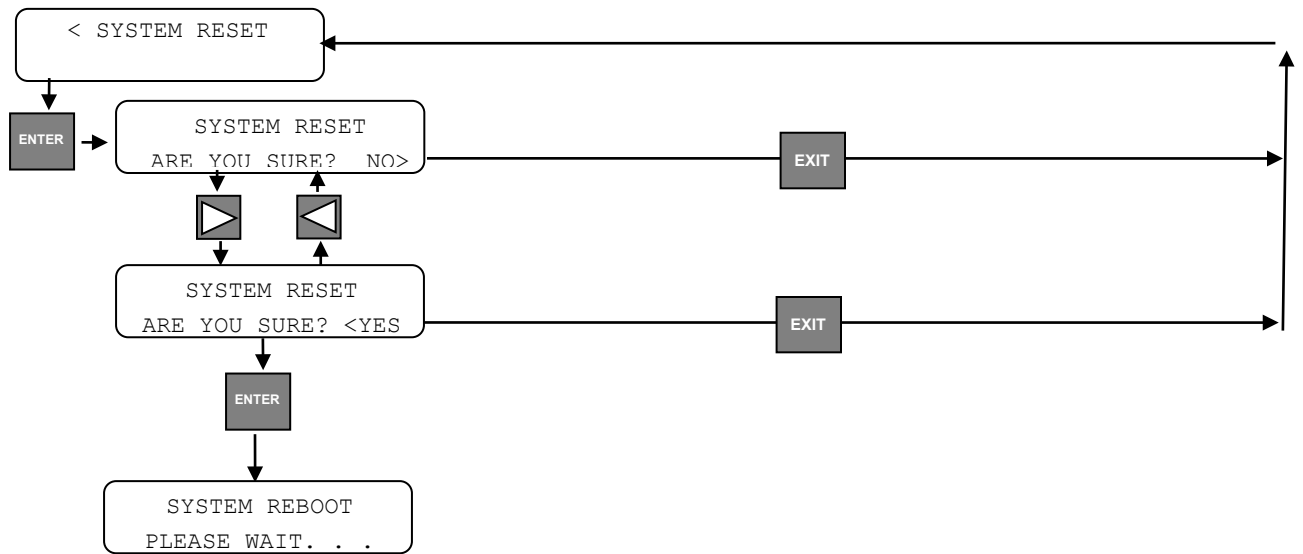 < SYSTEM RESET
ENTER
SYSTEM RESET
ARE YOU SURE? NO>
EXIT
SYSTEM RESET
ARE YOU SURE? <YES
EXIT
ENTER
SYSTEM REBOOT
PLEASE WAIT. . .